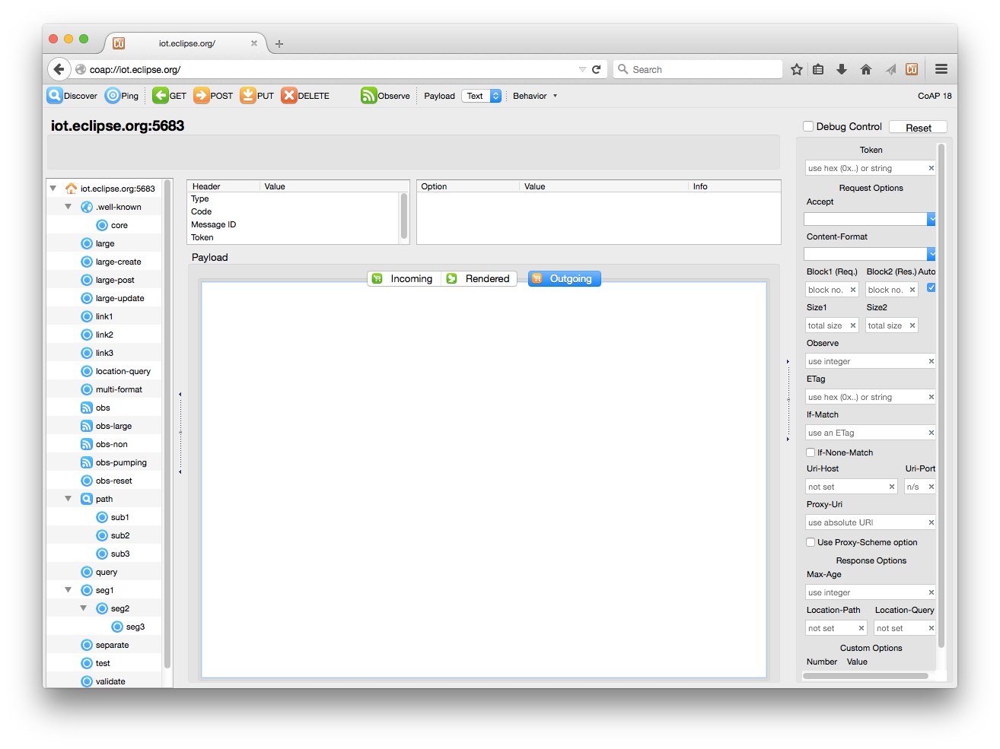 iot.eclipse.org/
coap://iot.eclipse.org/
Search
Discover Ping GET POST PUT DELETE Observe Payload Text Behavior CoAP 18
iot.eclipse.org:5683
Debug Control Reset
iot.eclipse.org:5683
.well-known
core
large
large-create
large-post
large-update
link1
link2
link3
location-query
multi-format
obs
obs-large
obs-non
obs-pumping
obs-reset
path
sub1
sub2
sub3
query
seg1
seg2
seg3
separate
test
validate
Header Value
Type
Code
Message ID
Token
Option Value Info
Payload
Incoming Rendered Outgoing
Token
use hex (0x..) or string
Request Options
Accept
Content-Format
Block1 (Req.) Block2 (Res.) Auto
block no. block no.
Size1 Size2
total size total size
Observe
use integer
ETag
use hex (0x..) or string
If-Match
use an ETag
If-None-Match
Uri-Host Uri-Port
not set n/s
Proxy-Uri
use absolute URI
Use Proxy-Scheme option
Response Options
Max-Age
use integer
Location-Path Location-Query
not set not set
Custom Options
Number Value